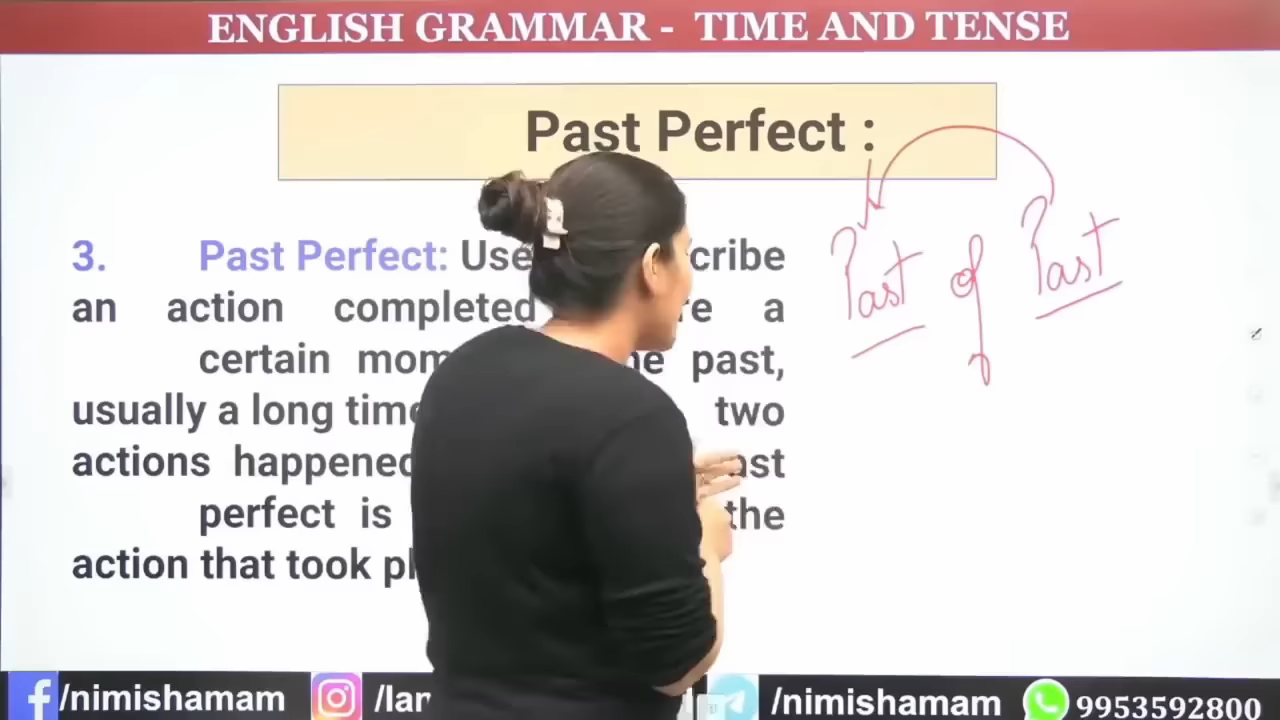 ENGLISH GRAMMAR - TIME AND TENSE
Past Perfect :
3. Past Perfect: Use cribe
an action completed re a
certain mom he past,
usually a long time two
actions happened ast
perfect is the
action that took pl
Past of Past
/nimishamam /lar /nimishamam 9953592800